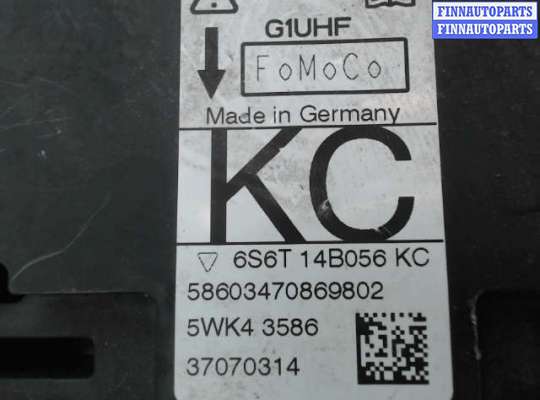 FINNAUTOPARTS
FINNAUTOPARTS
G1UHF
FoMoCo
Made in Germany
KC
6S6T 14B056 KC
58603470869802
5WK4 3586
37070314